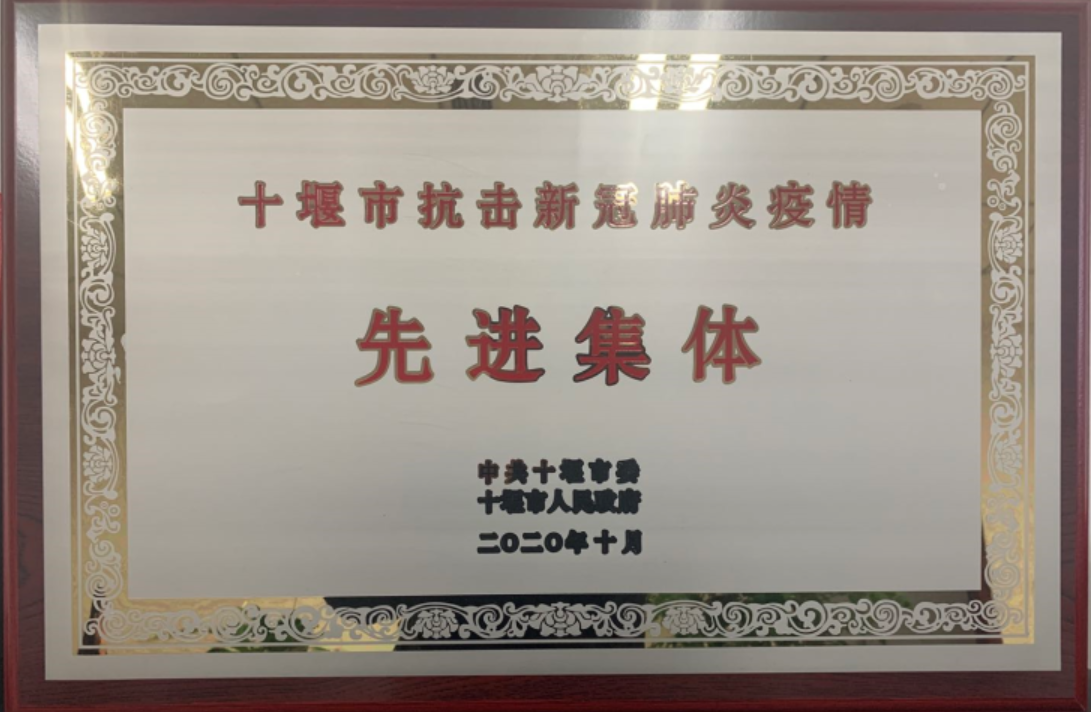 十堰市抗击新冠肺炎疫情
先进集体
中共十堰市委
十堰市人民政府
二〇二〇年十月